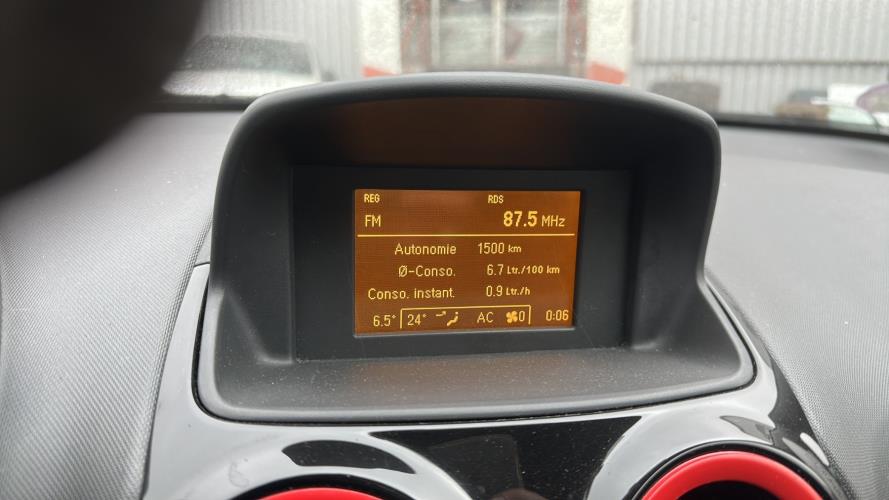 REG RDS
FM 87.5 MHz
Autonomie 1500 km
Ø-Conso. 6.7 Ltr./100 km
Conso. instant. 0.9 Ltr./h
6.5° 24° AC 0 0:06